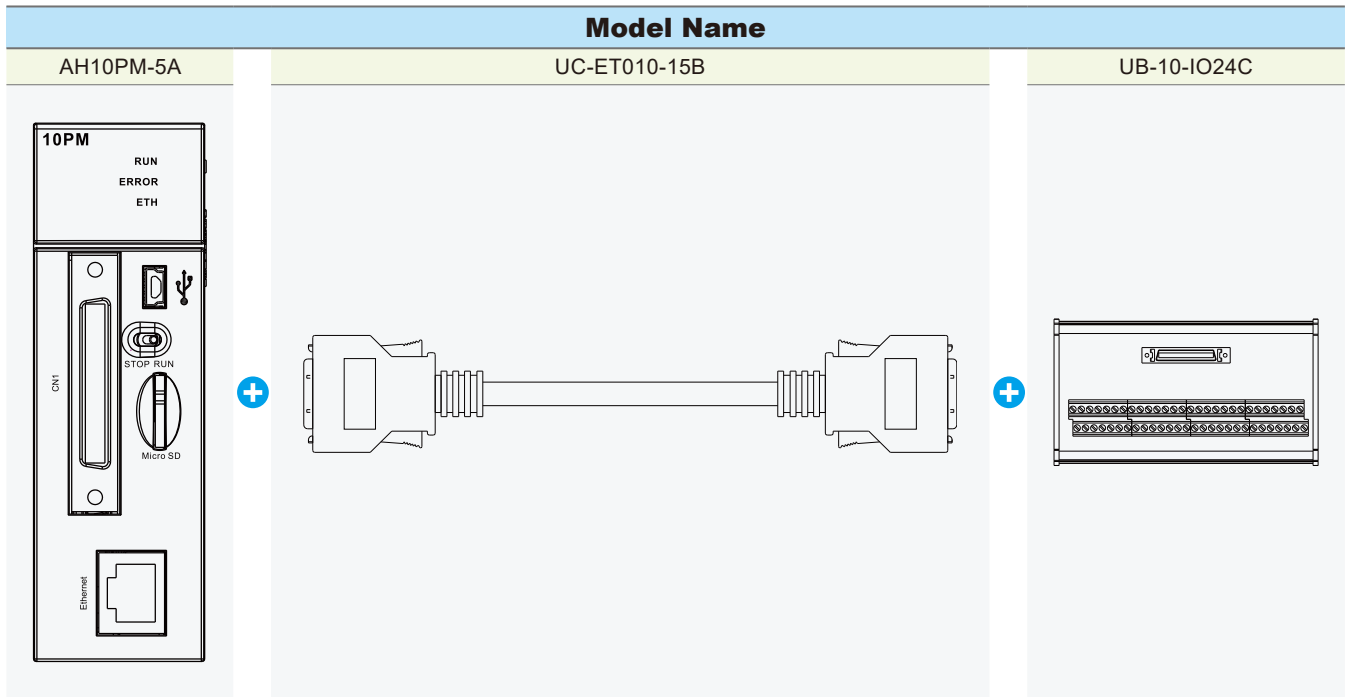 Model Name
AH10PM-5A
UC-ET010-15B
UB-10-IO24C
10PM
RUN
ERROR
ETH
CN1
STOP RUN
Micro SD
Ethernet